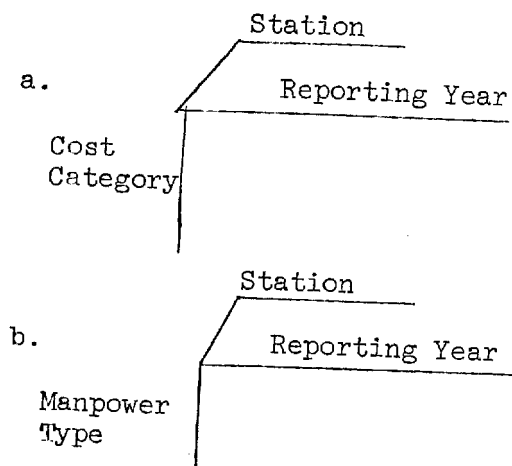 Station
a.
Reporting Year
Cost
Category
Station
b.
Reporting Year
Manpower
Type